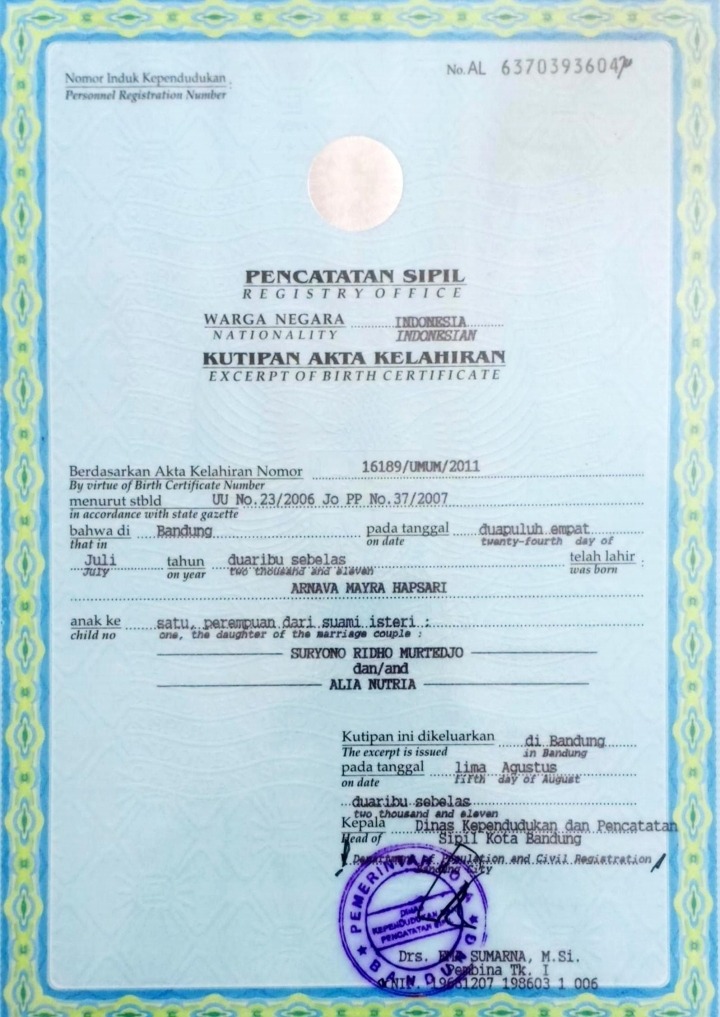 No. AL 6370393604
Nomor Induk Kependudukan :
Personnel Registration Number
PENCATATAN SIPIL
REGISTRY OFFICE
WARGA NEGARA INDONESIA
NATIONALITY INDONESIAN
KUTIPAN AKTA KELAHIRAN
EXCERPT OF BIRTH CERTIFICATE
Berdasarkan Akta Kelahiran Nomor 16189/UMUM/2011
By virtue of Birth Certificate Number
menurut stbld UU No.23/2006 Jo PP No.37/2007
in accordance with state gazette
bahwa di Bandung pada tanggal duapuluh empat
that in on date twenty-fourth day of
Juli tahun duaribu sebelas telah lahir :
July on year two thousand and eleven was born
ARNAVA MAYRA HAPSARI
anak ke satu, perempuan dari suami isteri :
child no one, the daughter of the marriage couple :
SURYONO RIDHO MURTEDJO
dan/and
ALIA NUTRIA
Kutipan ini dikeluarkan di Bandung
The excerpt is issued in Bandung
pada tanggal lima Agustus
on date fifth day of August
duaribu sebelas
two thousand and eleven
Kepala Dinas Kependudukan dan Pencatatan
Head of Sipil Kota Bandung
Department of Population and Civil Registration
Bandung City
PEMERINTAH KOTA
DINAS
KEPENDUDUKAN
PENCATATAN SIPIL
BANDUNG
Drs. EMA SUMARNA, M.Si.
Pembina Tk. I
NIP. 19661207 198603 1 006